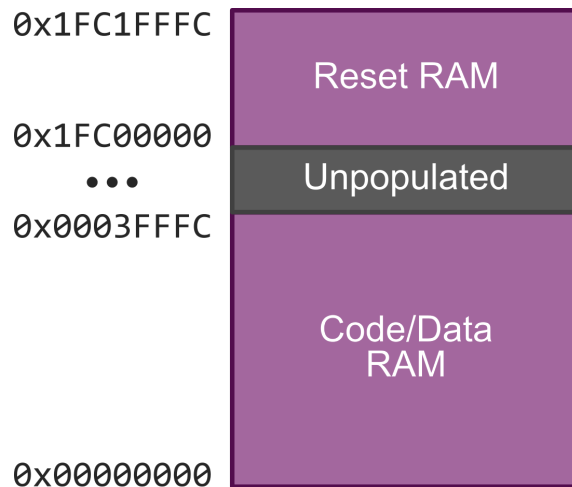 0x1FC1FFFC
Reset RAM
0x1FC00000
•••
Unpopulated
0x0003FFFC
Code/Data
RAM
0x00000000